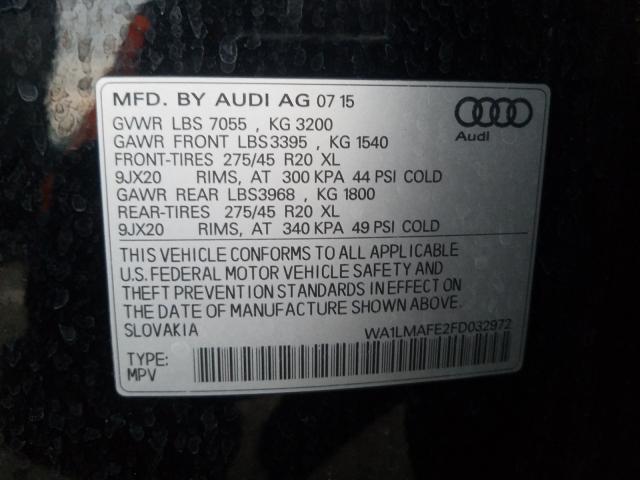 MFD. BY AUDI AG 07 15
Audi
GVWR LBS 7055 , KG 3200
GAWR FRONT LBS3395 , KG 1540
FRONT-TIRES 275/45 R20 XL
9JX20 RIMS, AT 300 KPA 44 PSI COLD
GAWR REAR LBS3968 , KG 1800
REAR-TIRES 275/45 R20 XL
9JX20 RIMS, AT 340 KPA 49 PSI COLD
THIS VEHICLE CONFORMS TO ALL APPLICABLE
U.S. FEDERAL MOTOR VEHICLE SAFETY AND
THEFT PREVENTION STANDARDS IN EFFECT ON
THE DATE OF MANUFACTURE SHOWN ABOVE.
SLOVAKIA
WA1LMAFE2FD032972
TYPE:
MPV